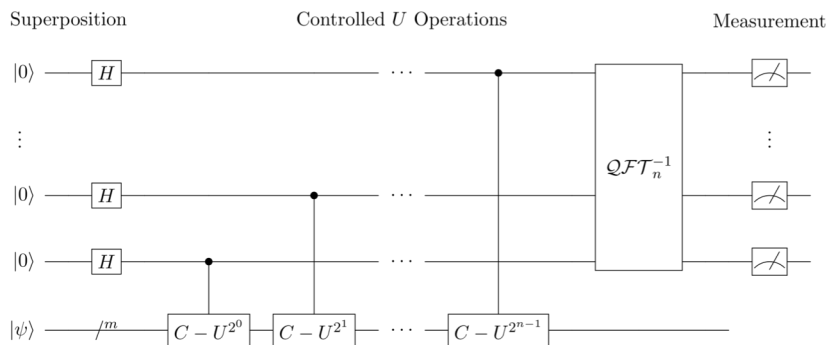 Superposition Controlled U Operations Measurement
|0⟩ H ⋯
⋮ ⋮
QFT_n^{-1}
|0⟩ H ⋯
|0⟩ H ⋯
|ψ⟩ /^m C − U^{2^0} C − U^{2^1} ⋯ C − U^{2^{n−1}}